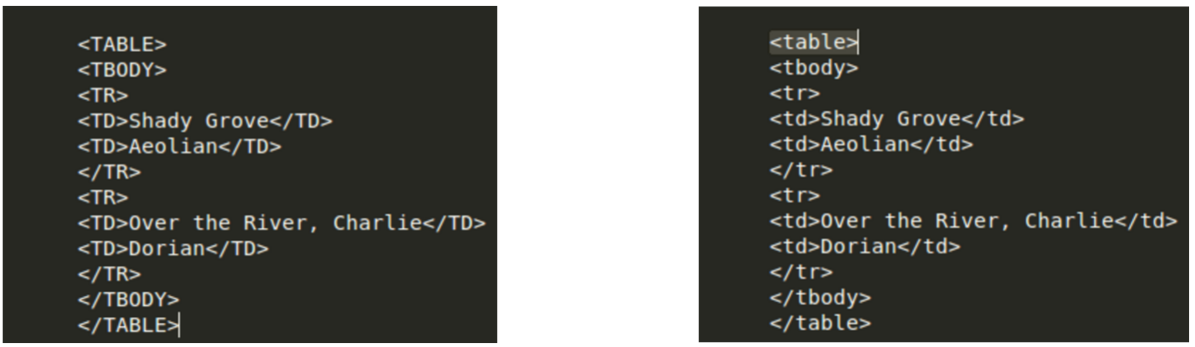 <TABLE>
<TBODY>
<TR>
<TD>Shady Grove</TD>
<TD>Aeolian</TD>
</TR>
<TR>
<TD>Over the River, Charlie</TD>
<TD>Dorian</TD>
</TR>
</TBODY>
</TABLE>
<table>
<tbody>
<tr>
<td>Shady Grove</td>
<td>Aeolian</td>
</tr>
<tr>
<td>Over the River, Charlie</td>
<td>Dorian</td>
</tr>
</tbody>
</table>